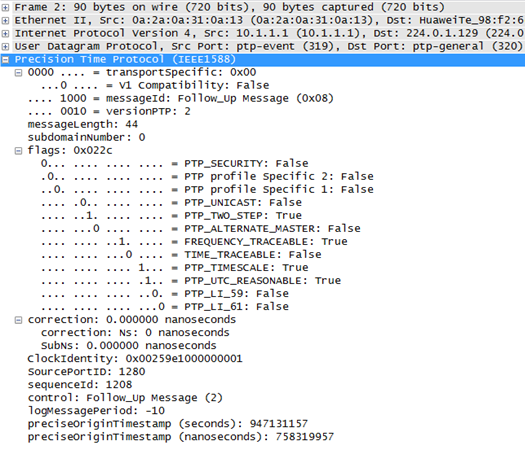 Frame 2: 90 bytes on wire (720 bits), 90 bytes captured (720 bits)
Ethernet II, Src: 0a:2a:0a:31:0a:13 (0a:2a:0a:31:0a:13), Dst: HuaweiTe_98:f2:6
Internet Protocol Version 4, Src: 10.1.1.1 (10.1.1.1), Dst: 224.0.1.129 (224.0
User Datagram Protocol, Src Port: ptp-event (319), Dst Port: ptp-general (320)
Precision Time Protocol (IEEE1588)
0000 .... = transportSpecific: 0x00
...0 .... = V1 Compatibility: False
.... 1000 = messageId: Follow_Up Message (0x08)
.... 0010 = versionPTP: 2
messageLength: 44
subdomainNumber: 0
flags: 0x022c
0... .... .... .... = PTP_SECURITY: False
.0.. .... .... .... = PTP profile Specific 2: False
..0. .... .... .... = PTP profile Specific 1: False
.... .0.. .... .... = PTP_UNICAST: False
.... ..1. .... .... = PTP_TWO_STEP: True
.... ...0 .... .... = PTP_ALTERNATE_MASTER: False
.... .... ..1. .... = FREQUENCY_TRACEABLE: True
.... .... ...0 .... = TIME_TRACEABLE: False
.... .... .... 1... = PTP_TIMESCALE: True
.... .... .... .1.. = PTP_UTC_REASONABLE: True
.... .... .... ..0. = PTP_LI_59: False
.... .... .... ...0 = PTP_LI_61: False
correction: 0.000000 nanoseconds
correction: Ns: 0 nanoseconds
SubNs: 0.000000 nanoseconds
ClockIdentity: 0x00259e1000000001
SourcePortID: 1280
sequenceId: 1208
control: Follow_Up Message (2)
logMessagePeriod: -10
preciseOriginTimestamp (seconds): 947131157
preciseOriginTimestamp (nanoseconds): 758319957